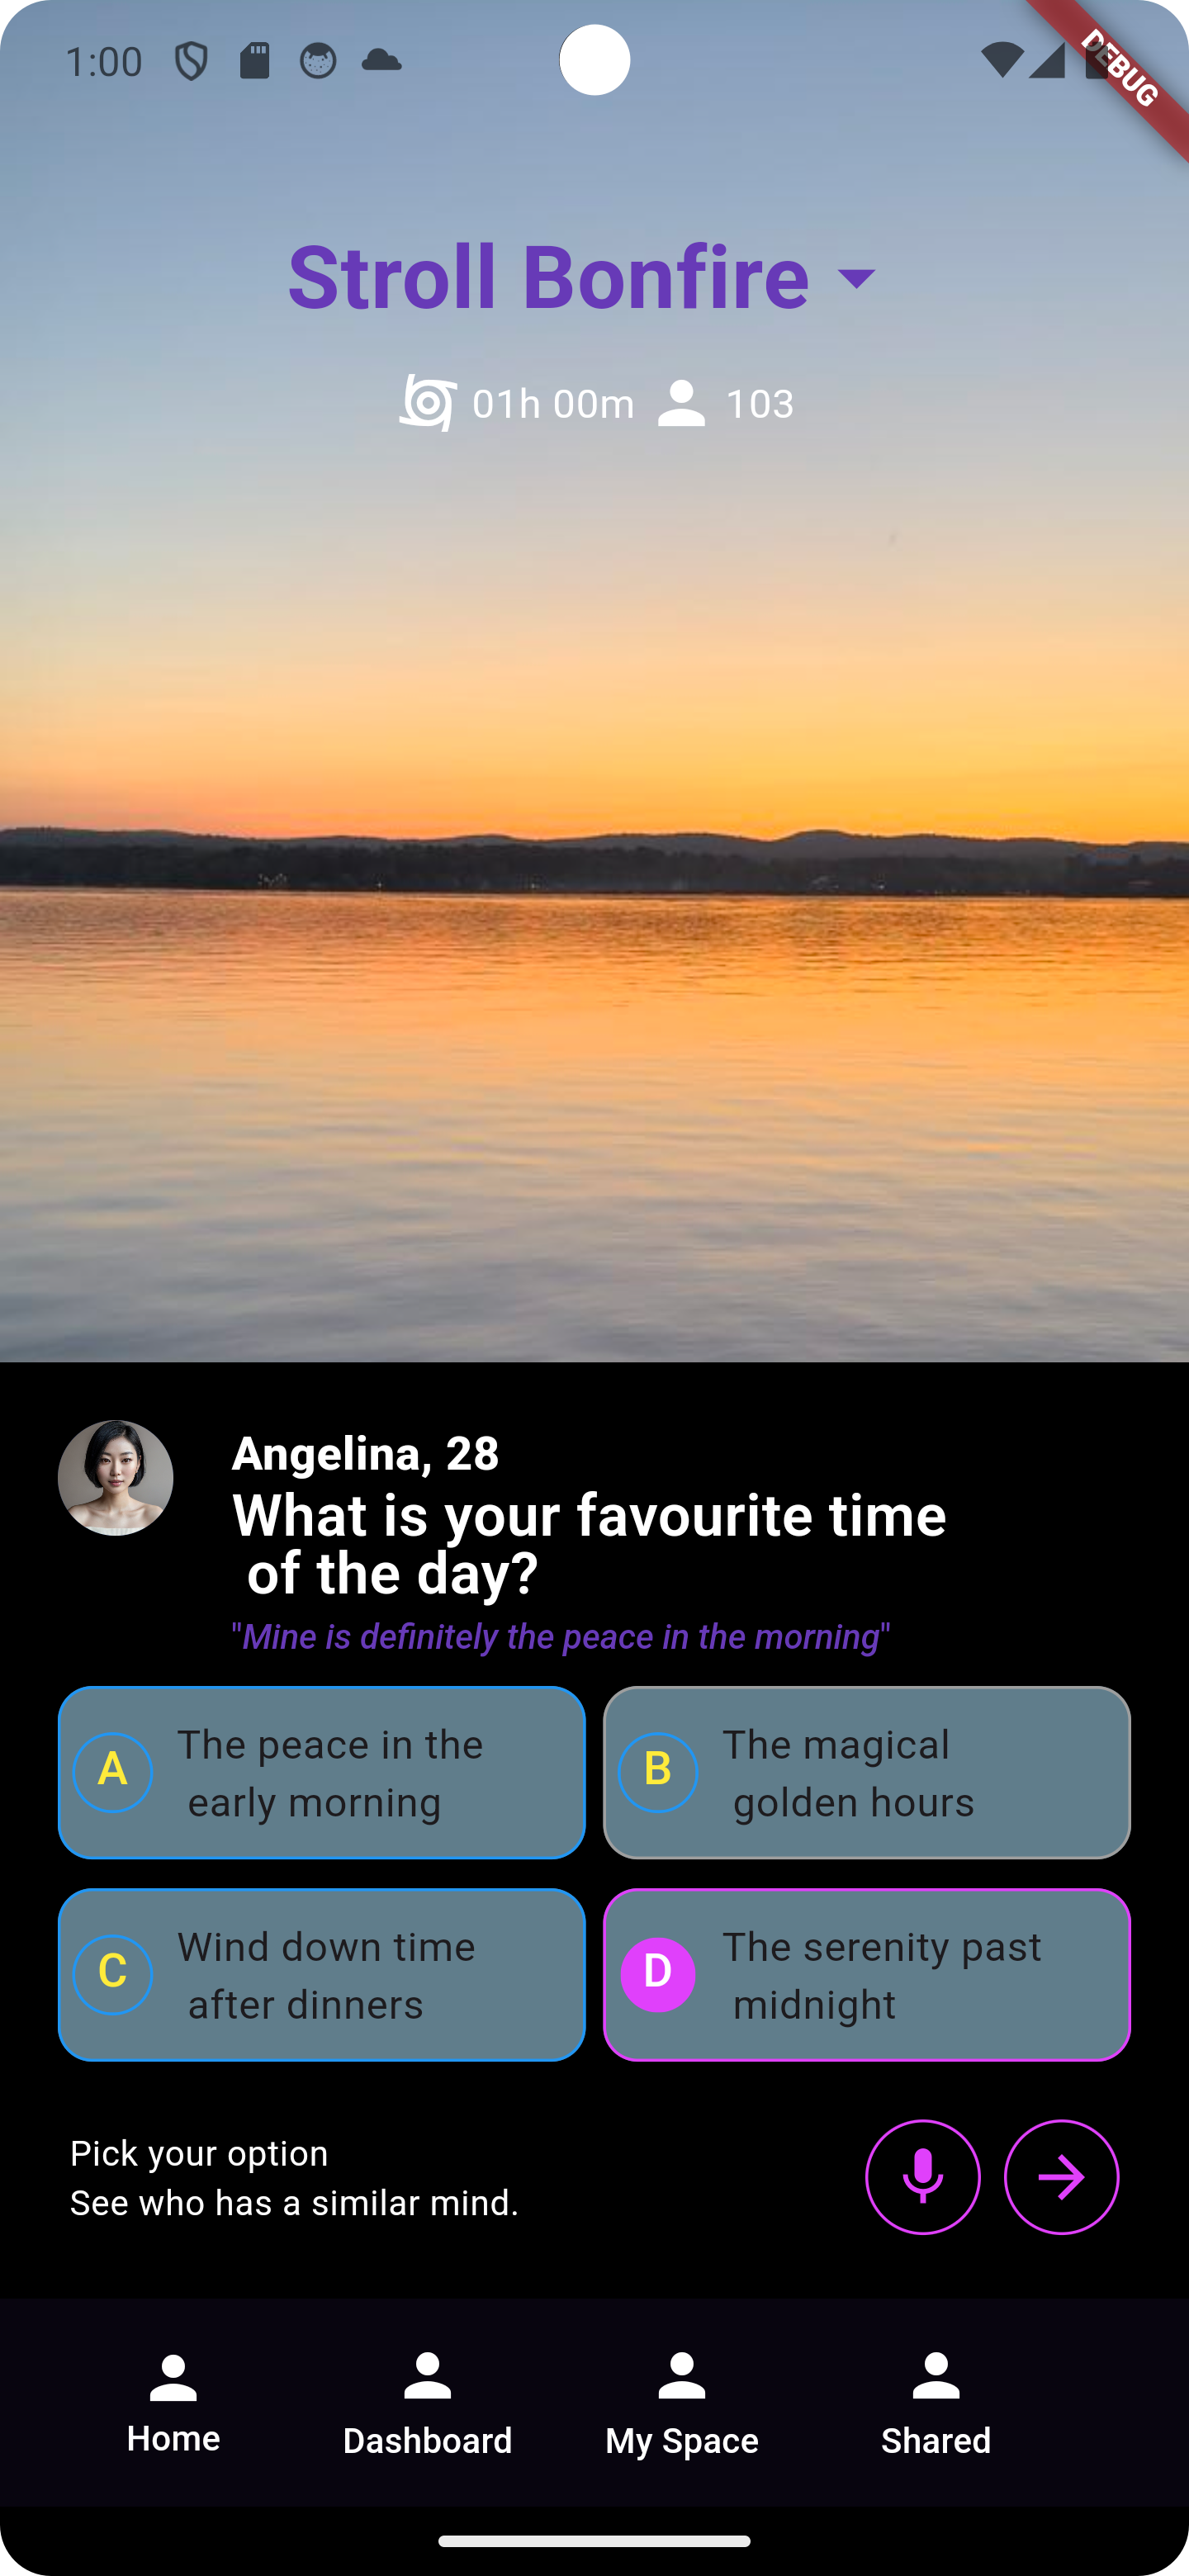 1:00
DEBUG
Stroll Bonfire
01h 00m 103
Angelina, 28
What is your favourite time
of the day?
"Mine is definitely the peace in the morning"
A The peace in the
early morning
B The magical
golden hours
C Wind down time
after dinners
D The serenity past
midnight
Pick your option
See who has a similar mind.
Home Dashboard My Space Shared